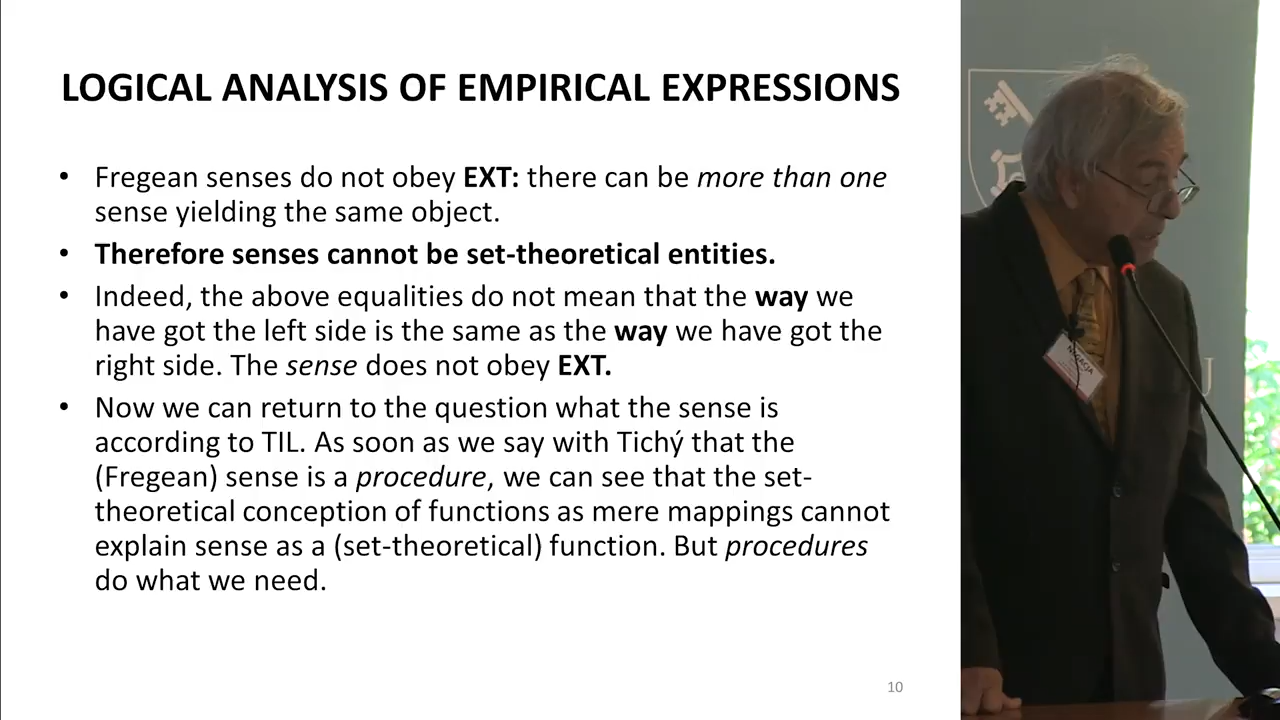 LOGICAL ANALYSIS OF EMPIRICAL EXPRESSIONS
• Fregean senses do not obey EXT: there can be more than one
sense yielding the same object.
• Therefore senses cannot be set-theoretical entities.
• Indeed, the above equalities do not mean that the way we
have got the left side is the same as the way we have got the
right side. The sense does not obey EXT.
• Now we can return to the question what the sense is
according to TIL. As soon as we say with Tichý that the
(Fregean) sense is a procedure, we can see that the set-
theoretical conception of functions as mere mappings cannot
explain sense as a (set-theoretical) function. But procedures
do what we need.
10